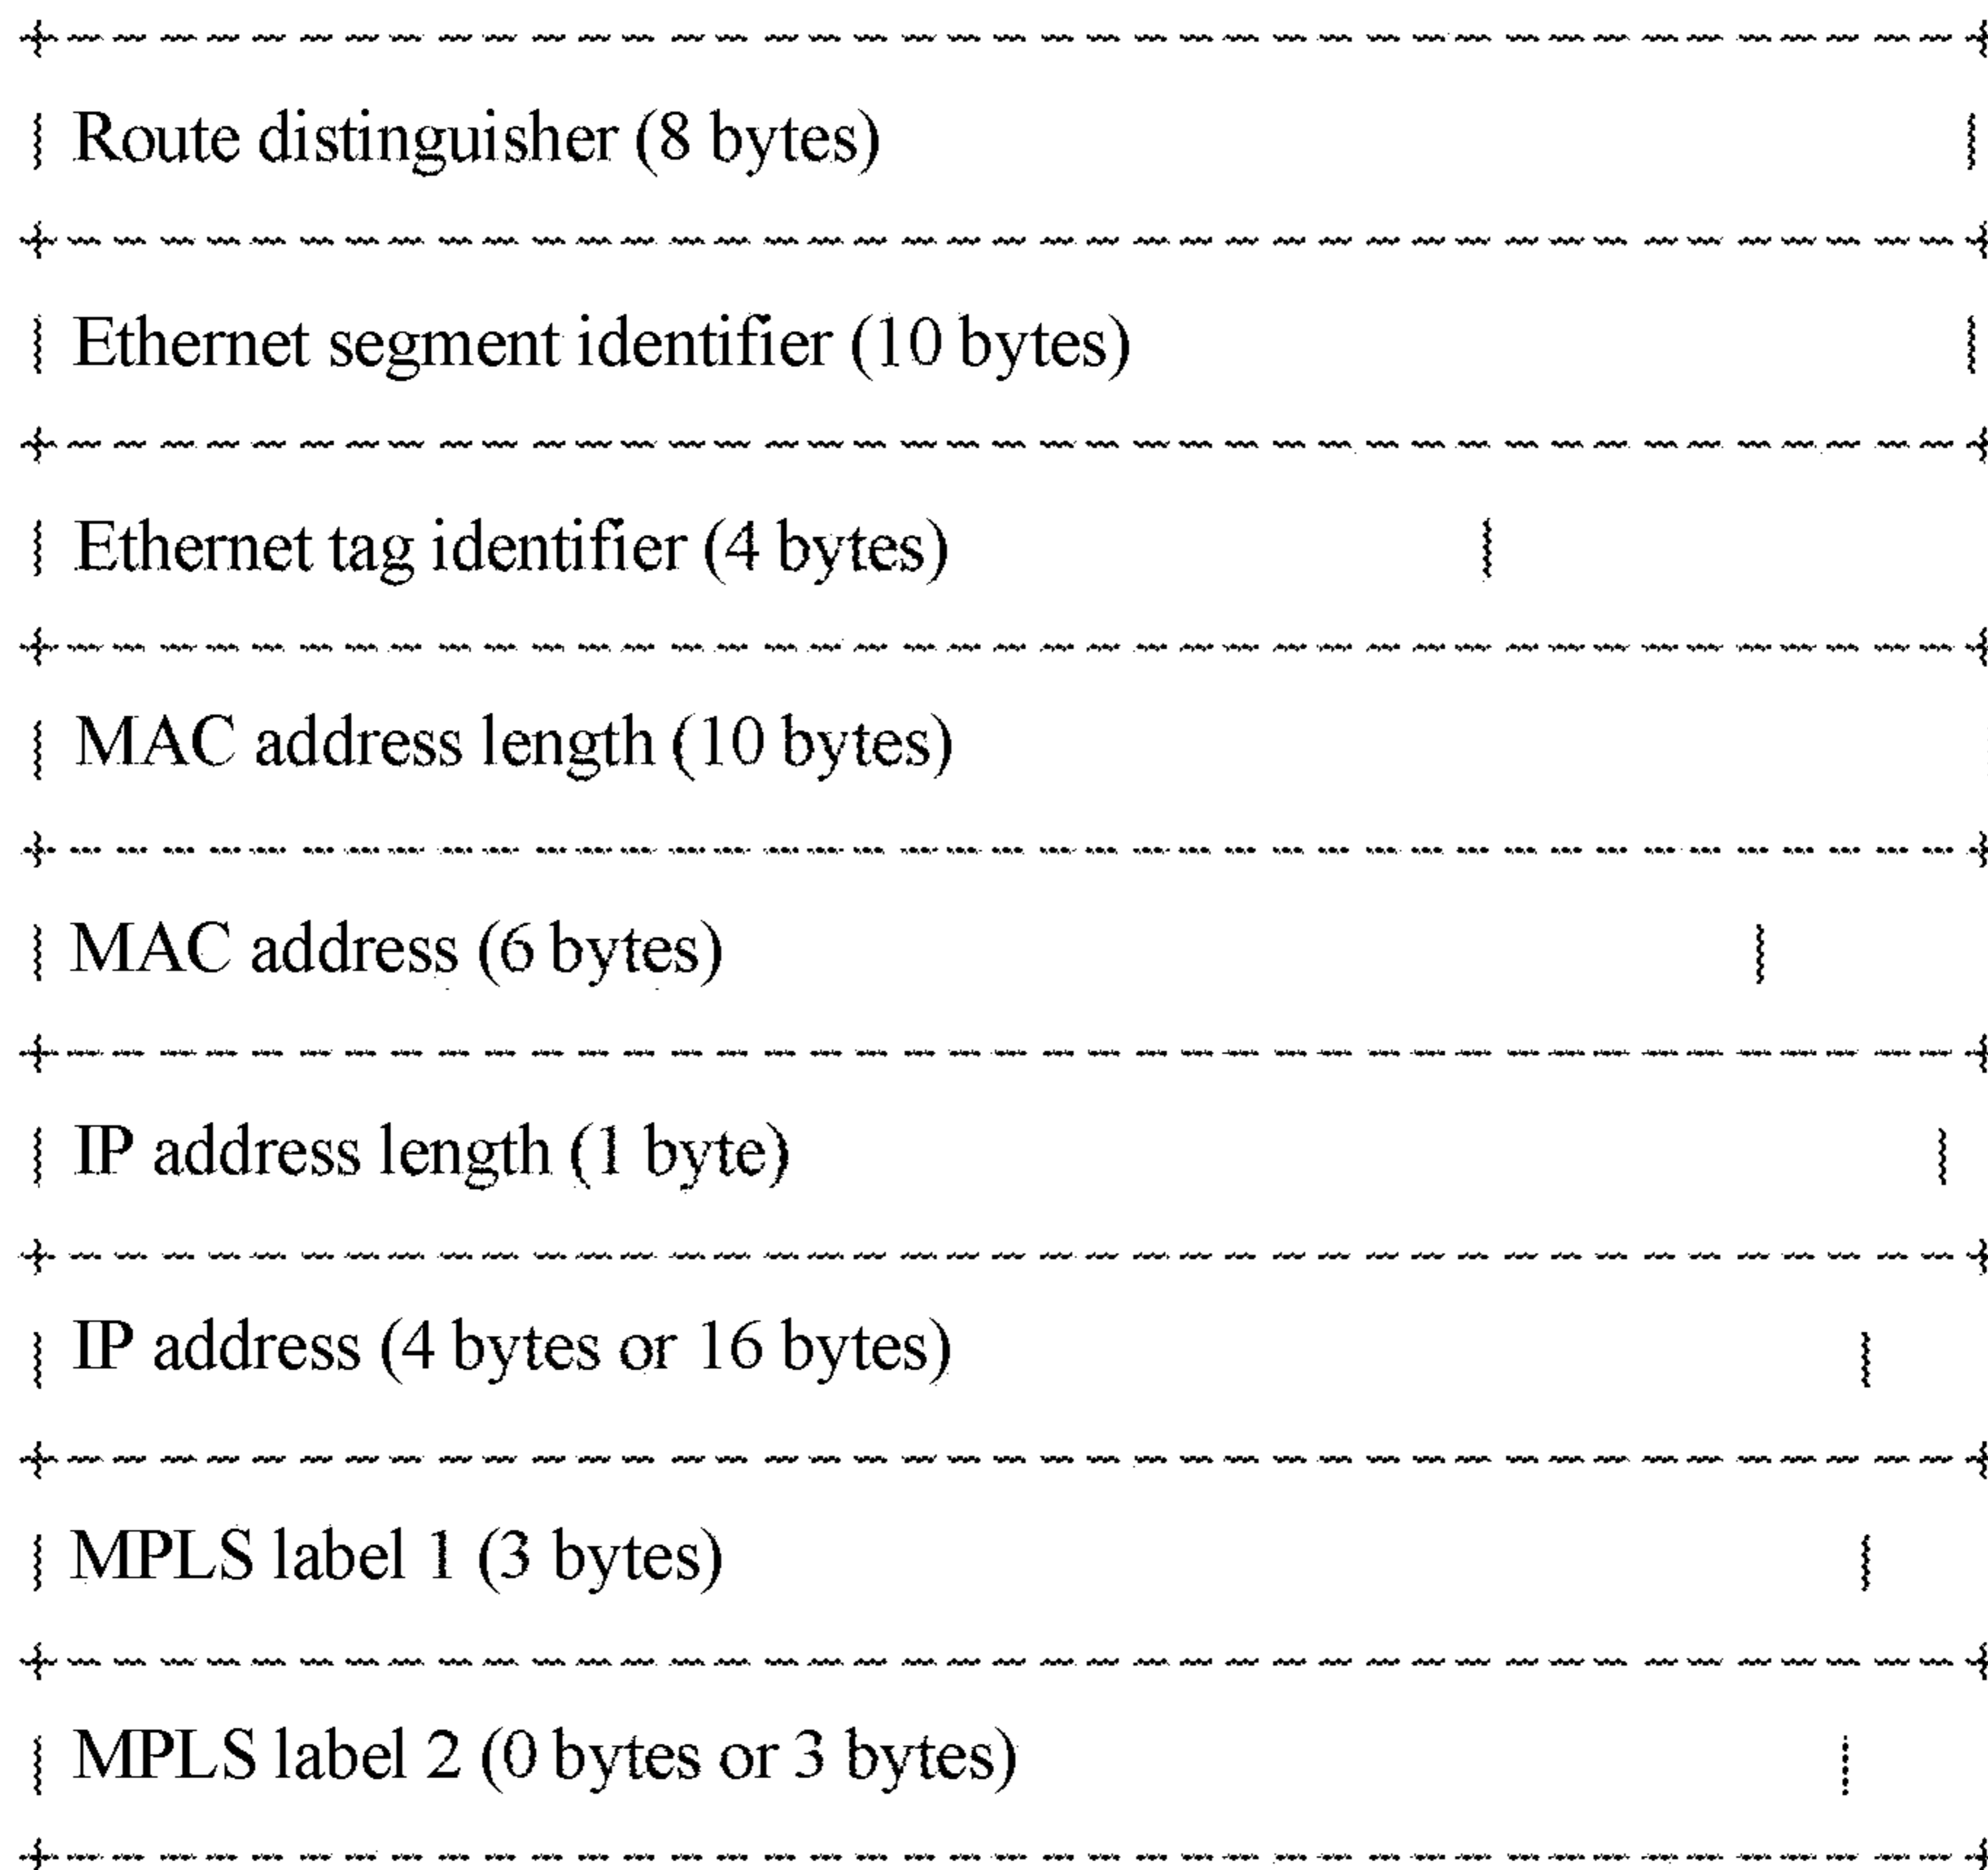 Route distinguisher (8 bytes)
Ethernet segment identifier (10 bytes)
Ethernet tag identifier (4 bytes)
MAC address length (10 bytes)
MAC address (6 bytes)
IP address length (1 byte)
IP address (4 bytes or 16 bytes)
MPLS label 1 (3 bytes)
MPLS label 2 (0 bytes or 3 bytes)